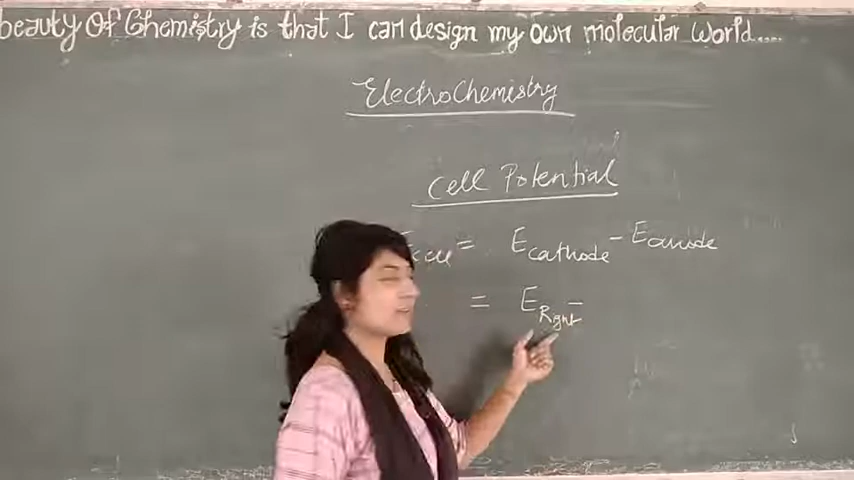 beauty Of Chemistry is that I can design my own molecular world....
ElectroChemistry
Cell Potential
Ecell = Ecathode - Eanode
= ERight -